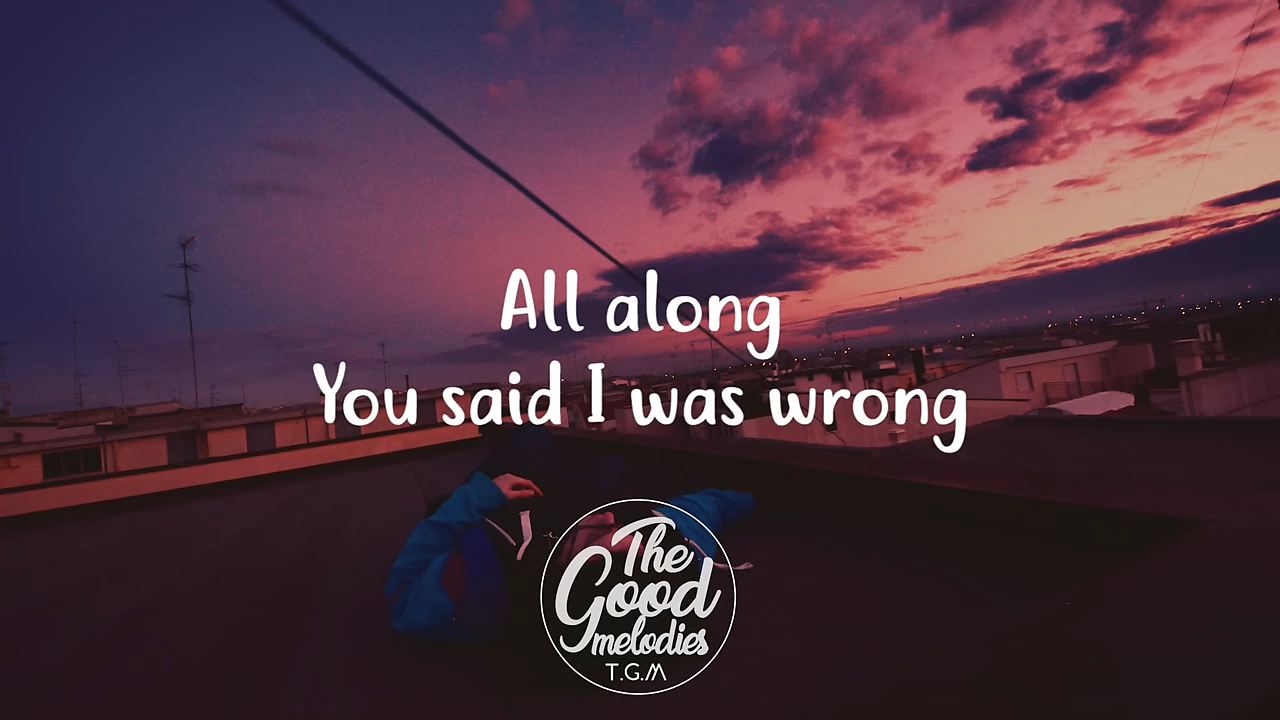 All along
You said I was wrong
The
Good
melodies
T.G.M